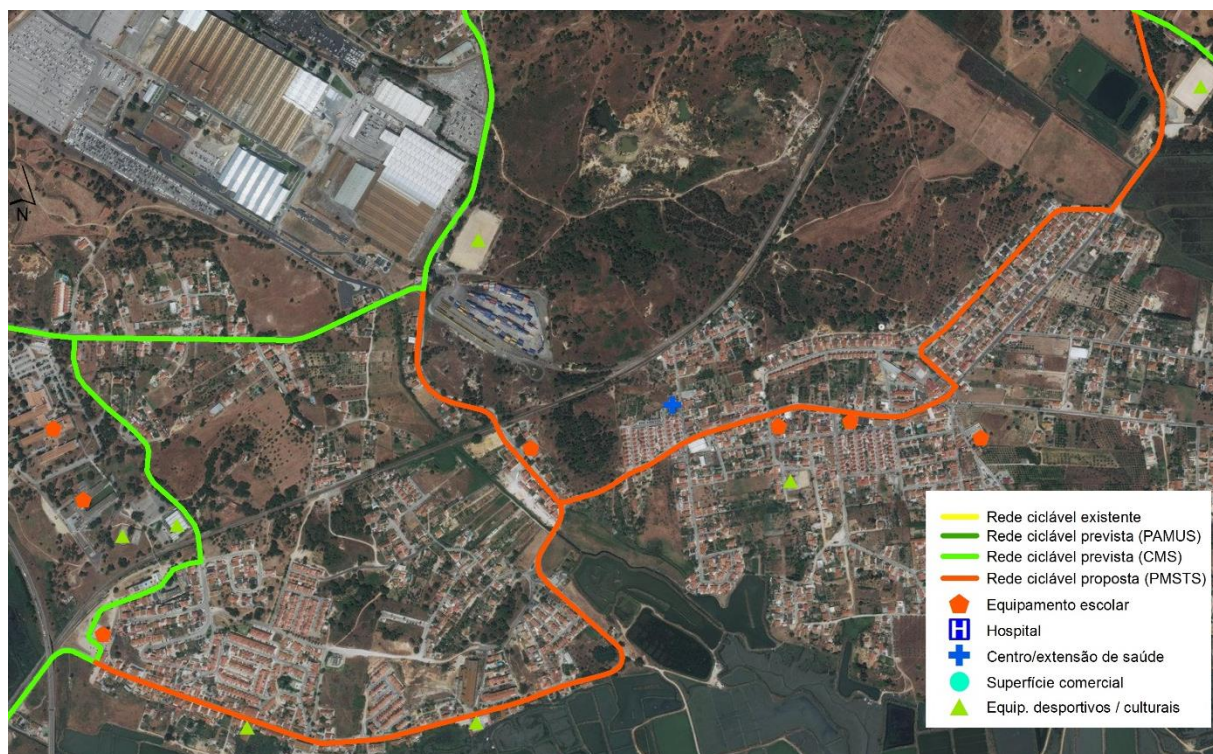 N
Rede ciclável existente
Rede ciclável prevista (PAMUS)
Rede ciclável prevista (CMS)
Rede ciclável proposta (PMSTS)
Equipamento escolar
H Hospital
Centro/extensão de saúde
Superfície comercial
Equip. desportivos / culturais